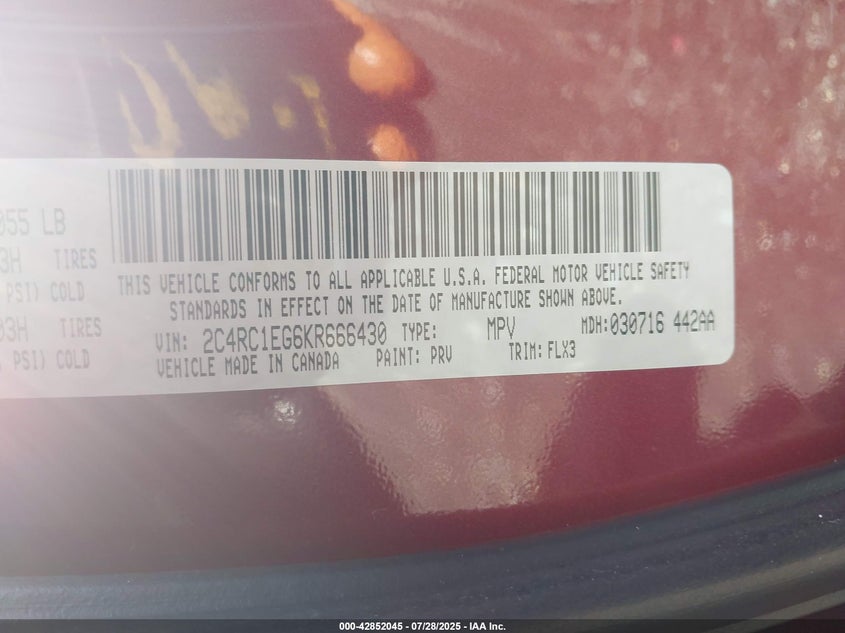 055 LB
3H TIRES
PSI) COLD
03H
PSI) COLD
THIS VEHICLE CONFORMS TO ALL APPLICABLE U.S.A. FEDERAL MOTOR VEHICLE SAFETY
STANDARDS IN EFFECT ON THE DATE OF MANUFACTURE SHOWN ABOVE.
VIN: 2C4RC1EG6KR666430 TYPE: MPV MDH:030716 442AA
VEHICLE MADE IN CANADA PAINT: PRV TRIM: FLX3
000-42852045 / 07/28/2025 - IAA Inc.